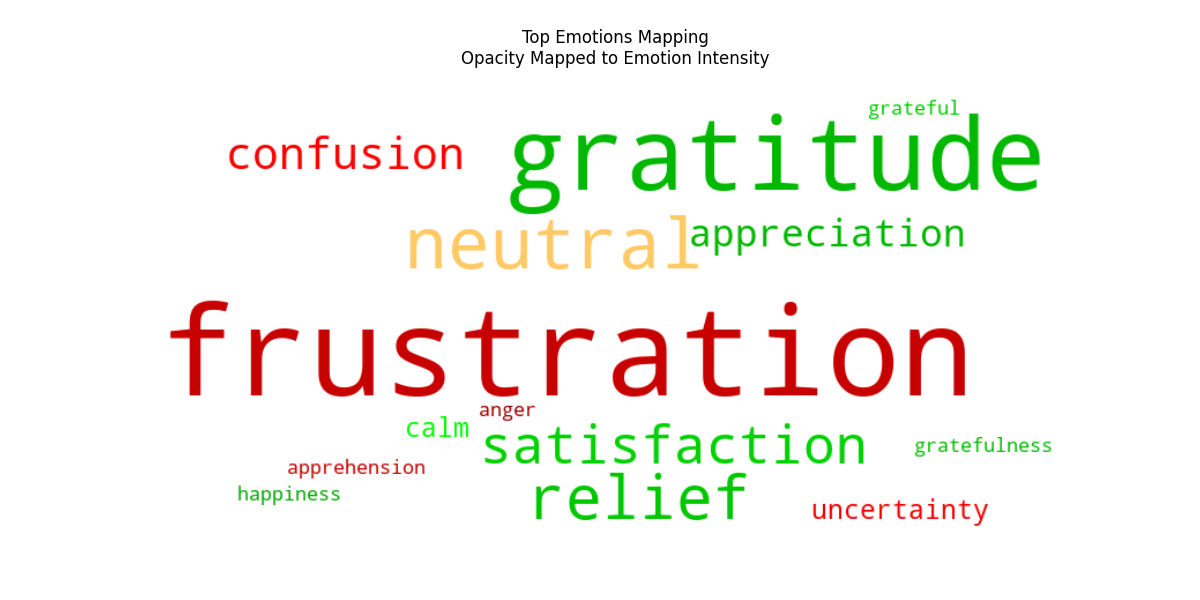 Top Emotions Mapping
Opacity Mapped to Emotion Intensity
grateful
confusion
gratitude
neutral
appreciation
frustration
anger
calm
satisfaction
gratefulness
apprehension
happiness
relief
uncertainty